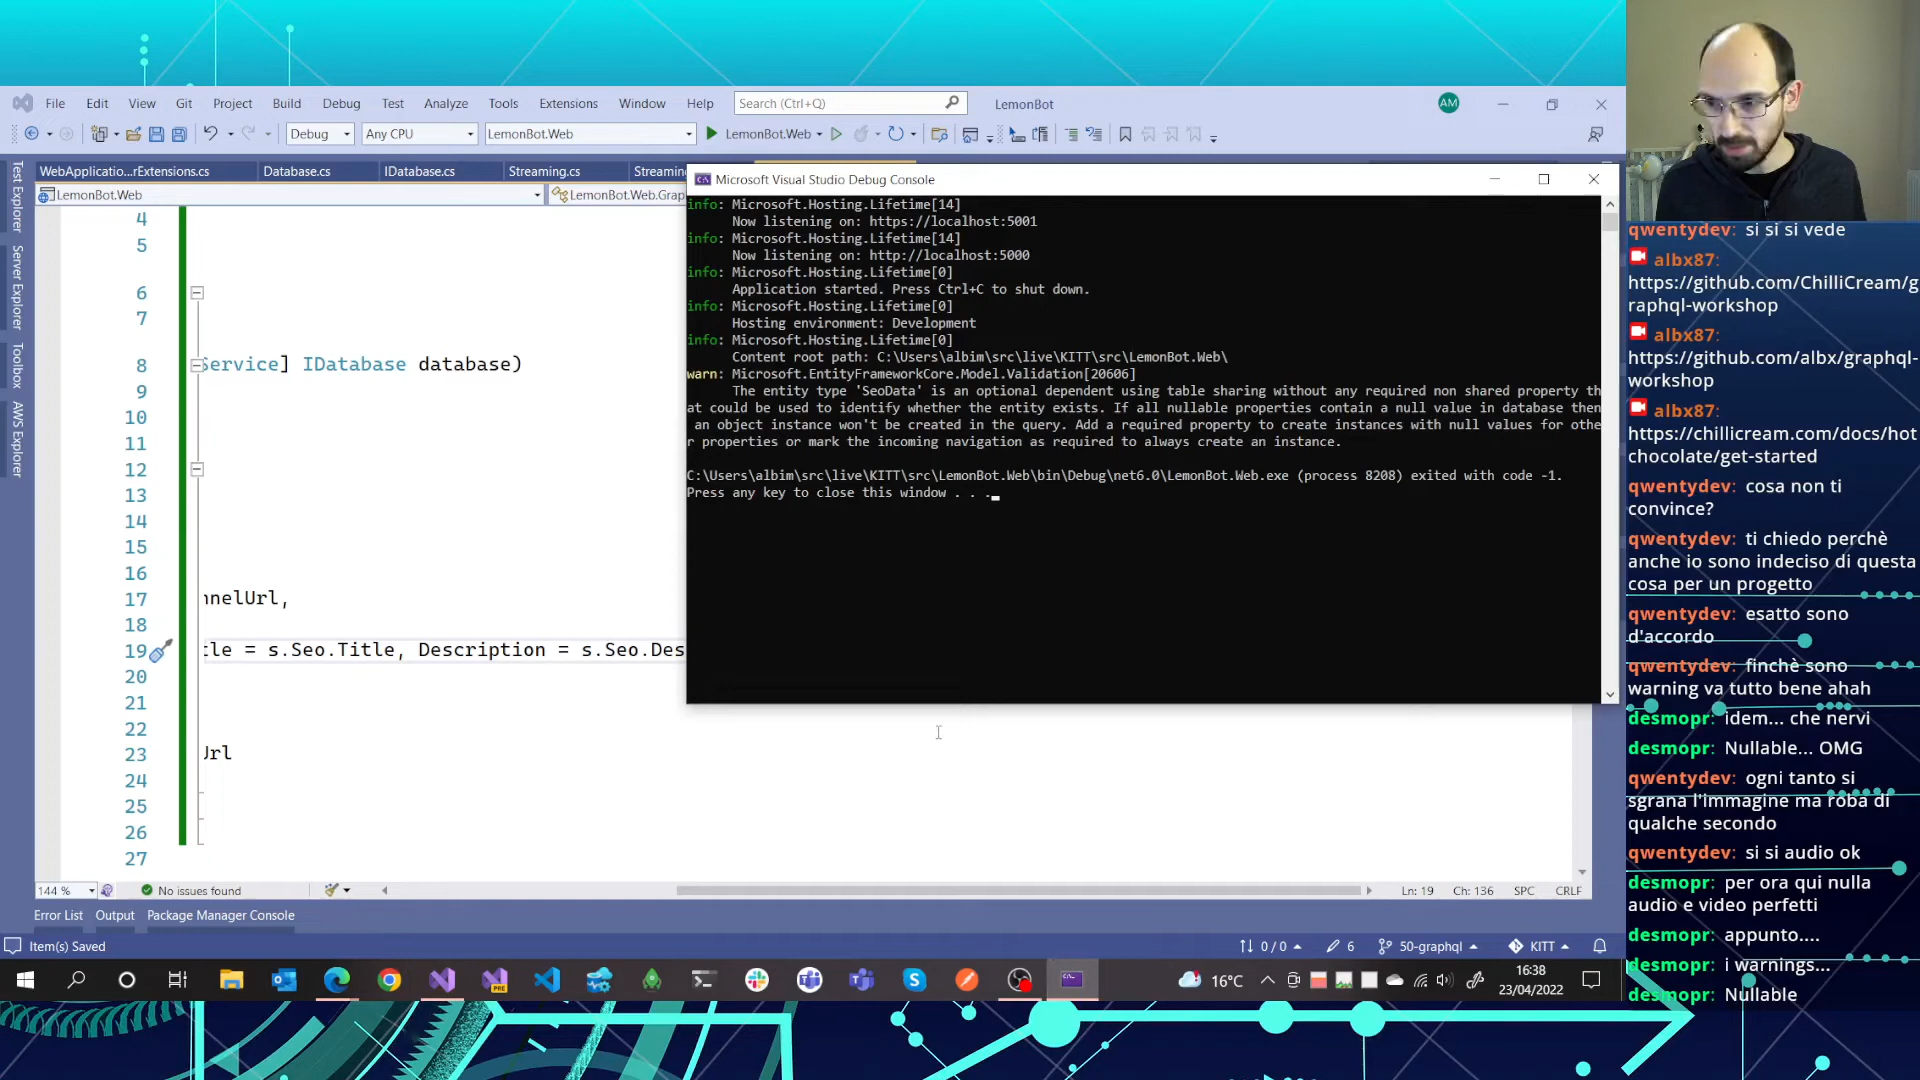 File Edit View Git Project Build Debug Test Analyze Tools Extensions Window Help Search (Ctrl+Q) LemonBot AM
Debug Any CPU LemonBot.Web LemonBot.Web
WebApplicatio...rExtensions.cs Database.cs IDatabase.cs Streaming.cs Streaming
LemonBot.Web LemonBot.Web.Grap
Test Explorer
Server Explorer
Toolbox
AWS Explorer
4
5
6
7
8 Service] IDatabase database)
9
10
11
12
13
14
15
16
17 nnelUrl,
18
19 tle = s.Seo.Title, Description = s.Seo.Des
20
21
22
23 Url
24
25
26
27
Microsoft Visual Studio Debug Console
info: Microsoft.Hosting.Lifetime[14]
Now listening on: https://localhost:5001
info: Microsoft.Hosting.Lifetime[14]
Now listening on: http://localhost:5000
info: Microsoft.Hosting.Lifetime[0]
Application started. Press Ctrl+C to shut down.
info: Microsoft.Hosting.Lifetime[0]
Hosting environment: Development
info: Microsoft.Hosting.Lifetime[0]
Content root path: C:\Users\albim\src\live\KITT\src\LemonBot.Web\
warn: Microsoft.EntityFrameworkCore.Model.Validation[20606]
The entity type 'SeoData' is an optional dependent using table sharing without any required non shared property th
at could be used to identify whether the entity exists. If all nullable properties contain a null value in database then
an object instance won't be created in the query. Add a required property to create instances with null values for othe
r properties or mark the incoming navigation as required to always create an instance.
C:\Users\albim\src\live\KITT\src\LemonBot.Web\bin\Debug\net6.0\LemonBot.Web.exe (process 8208) exited with code -1.
Press any key to close this window . . .
144 % No issues found Ln: 19 Ch: 136 SPC CRLF
Error List Output Package Manager Console
Item(s) Saved 0 / 0 6 50-graphql KITT
PRE 16°C 16:38
23/04/2022
qwentydev: si si si vede
albx87:
https://github.com/ChilliCream/g
raphql-workshop
albx87:
https://github.com/albx/graphql-
workshop
albx87:
https://chillicream.com/docs/hot
chocolate/get-started
qwentydev: cosa non ti
convince?
qwentydev: ti chiedo perchè
anche io sono indeciso di questa
cosa per un progetto
qwentydev: esatto sono
d'accordo
qwentydev: finchè sono
warning va tutto bene ahah
desmopr: idem... che nervi
desmopr: Nullable... OMG
qwentydev: ogni tanto si
sgrana l'immagine ma roba di
qualche secondo
qwentydev: si si audio ok
desmopr: per ora qui nulla
audio e video perfetti
desmopr: appunto....
desmopr: i warnings...
desmopr: Nullable